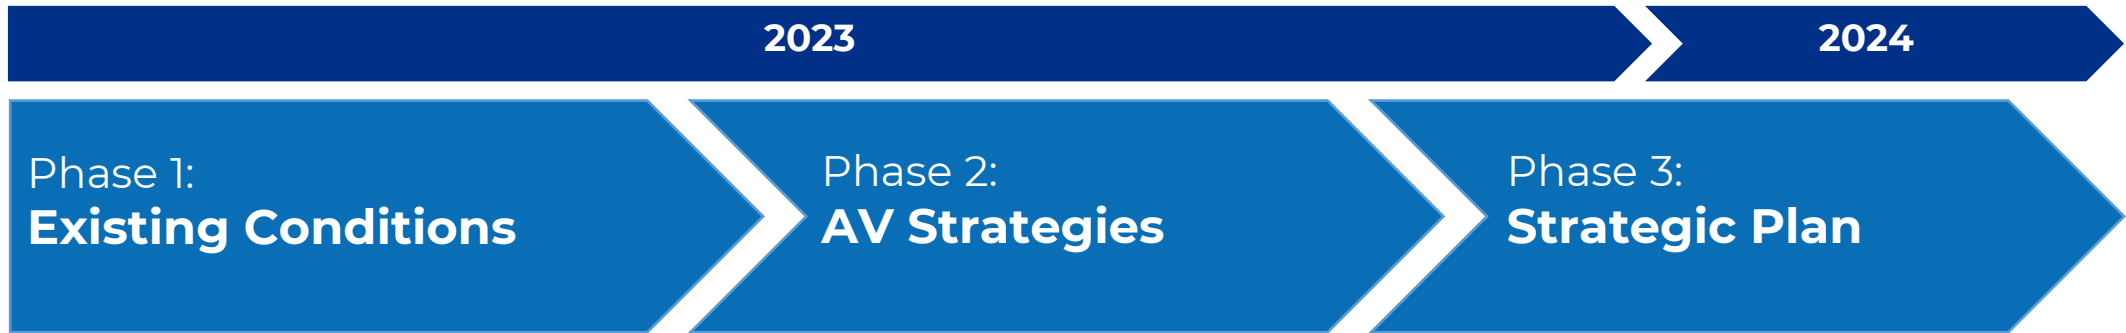 2023
2024
Phase 1:
Existing Conditions
Phase 2:
AV Strategies
Phase 3:
Strategic Plan